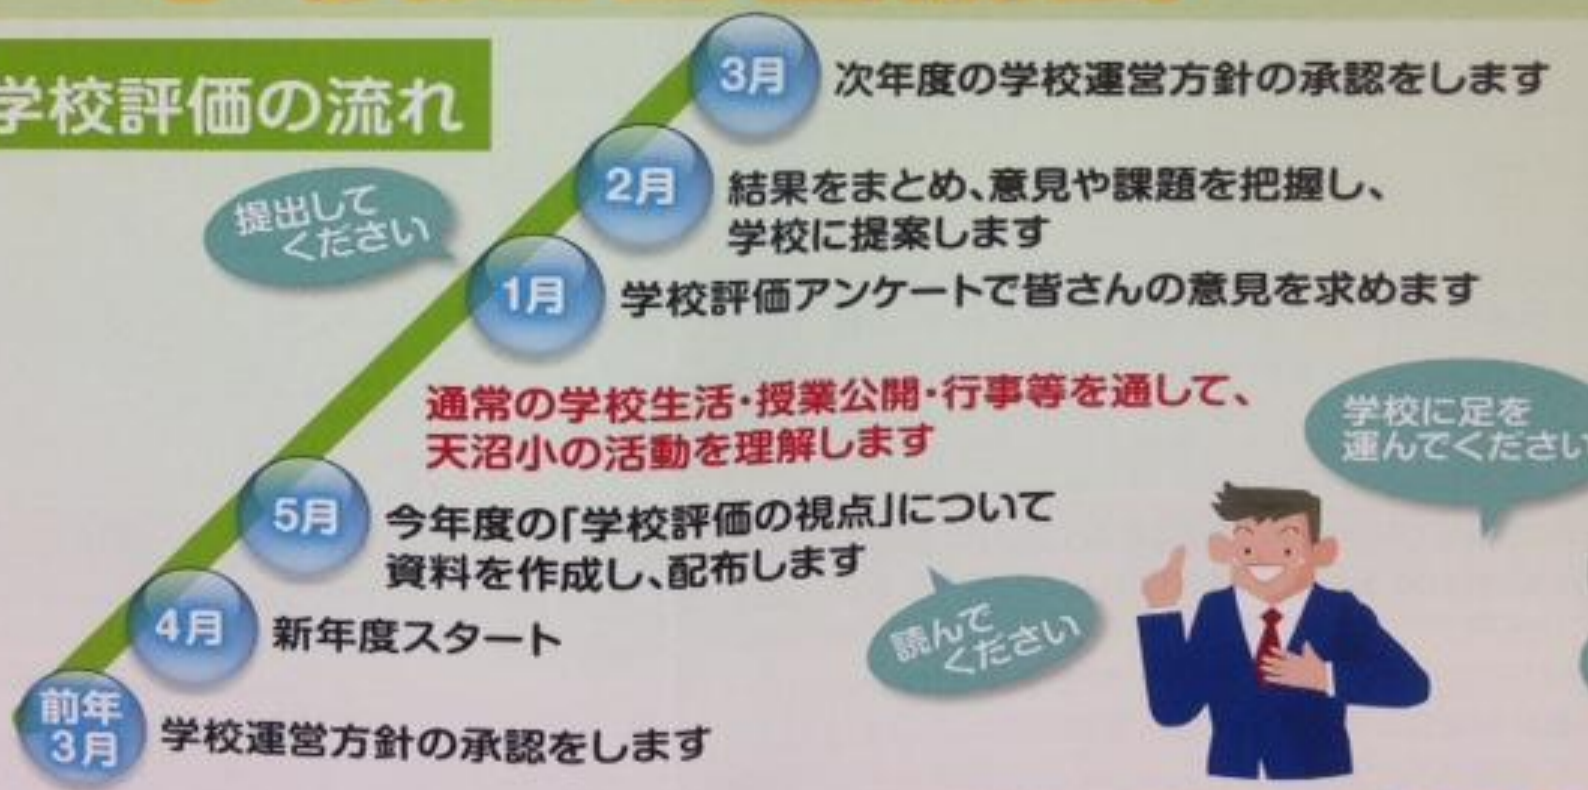 学校評価の流れ
3月
次年度の学校運営方針の承認をします
2月
結果をまとめ、意見や課題を把握し、
学校に提案します
提出して
ください
1月
学校評価アンケートで皆さんの意見を求めます
通常の学校生活・授業公開・行事等を通して、
天沼小の活動を理解します
学校に足を
運んでください
5月
今年度の「学校評価の視点」について
資料を作成し、配布します
読んで
ください
4月
新年度スタート
前年
3月
学校運営方針の承認をします